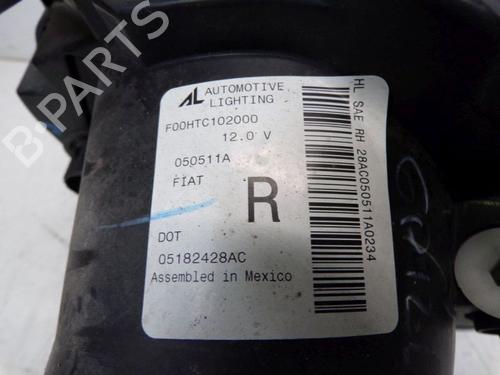 AL AUTOMOTIVE
LIGHTING
F00HTC102000
12.0 V
050511A
FIAT
R
DOT
05182428AC
Assembled in Mexico
HL SAE RH 28AC050511A0234
B PARTS